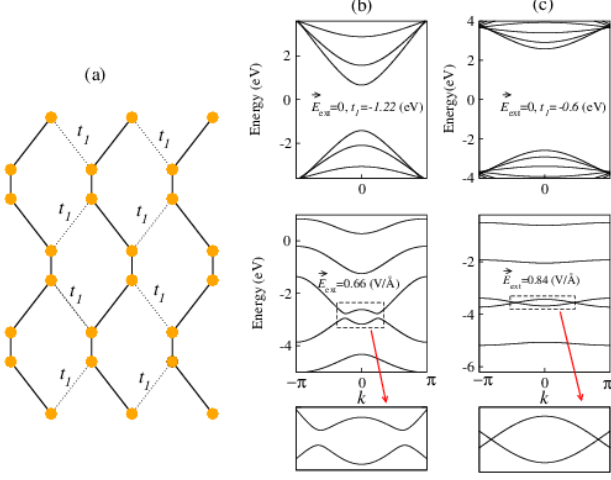 (b)
(c)
(a)
Energy (eV)
2
0
-2
E⃗ext=0, t1=-1.22 (eV)
0
Energy(eV)
4
2
0
-2
-4
E⃗ext=0, t1=-0.6 (eV)
0
t1
t1
t1
t1
t1
t1
t1
t1
Energy (eV)
0
-2
-4
E⃗ext=0.66 (V/Å)
−π
0
π
k
0
-2
-4
-6
E⃗ext=0.84 (V/Å)
−π
0
π
k